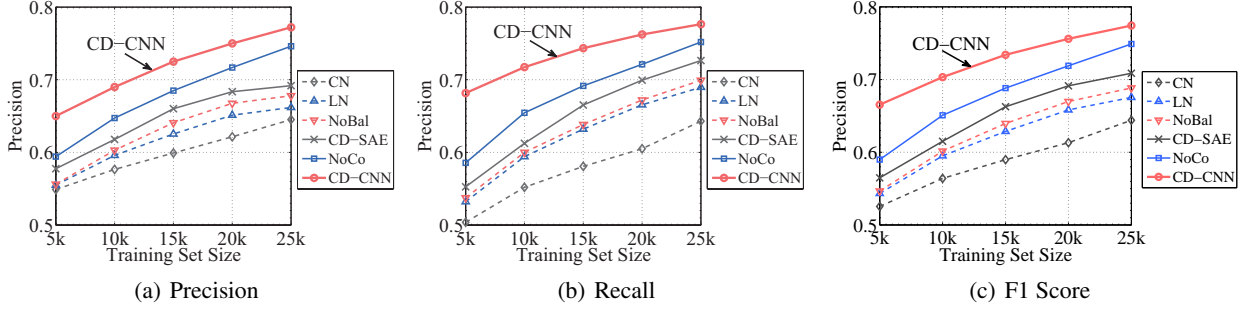 0.8
0.7
0.6
0.5
Precision
CD−CNN
5k 10k 15k 20k 25k
Training Set Size
CN
LN
NoBal
CD−SAE
NoCo
CD−CNN
(a) Precision
0.8
0.7
0.6
0.5
Precision
CD−CNN
5k 10k 15k 20k 25k
Training Set Size
CN
LN
NoBal
CD−SAE
NoCo
CD−CNN
(b) Recall
0.8
0.7
0.6
0.5
Precision
CD−CNN
5k 10k 15k 20k 25k
Training Set Size
CN
LN
NoBal
CD−SAE
NoCo
CD−CNN
(c) F1 Score